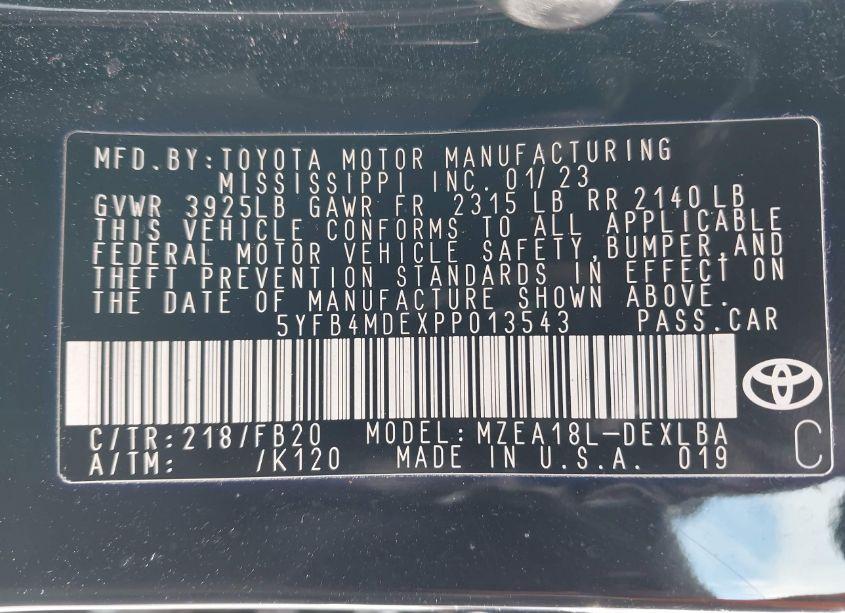 MFD.BY:TOYOTA MOTOR MANUFACTURING
MISSISSIPPI INC. 01/23
GVWR 3925LB GAWR FR 2315 LB RR 2140 LB
THIS VEHICLE CONFORMS TO ALL APPLICABLE
FEDERAL MOTOR VEHICLE SAFETY,BUMPER,AND
THEFT PREVENTION STANDARDS IN EFFECT ON
THE DATE OF MANUFACTURE SHOWN ABOVE.
5YFB4MDEXPP013543 PASS.CAR
C/TR:218/FB20 MODEL:MZEA18L-DEXLBA
A/TM: /K120 MADE IN U.S.A. 019 C